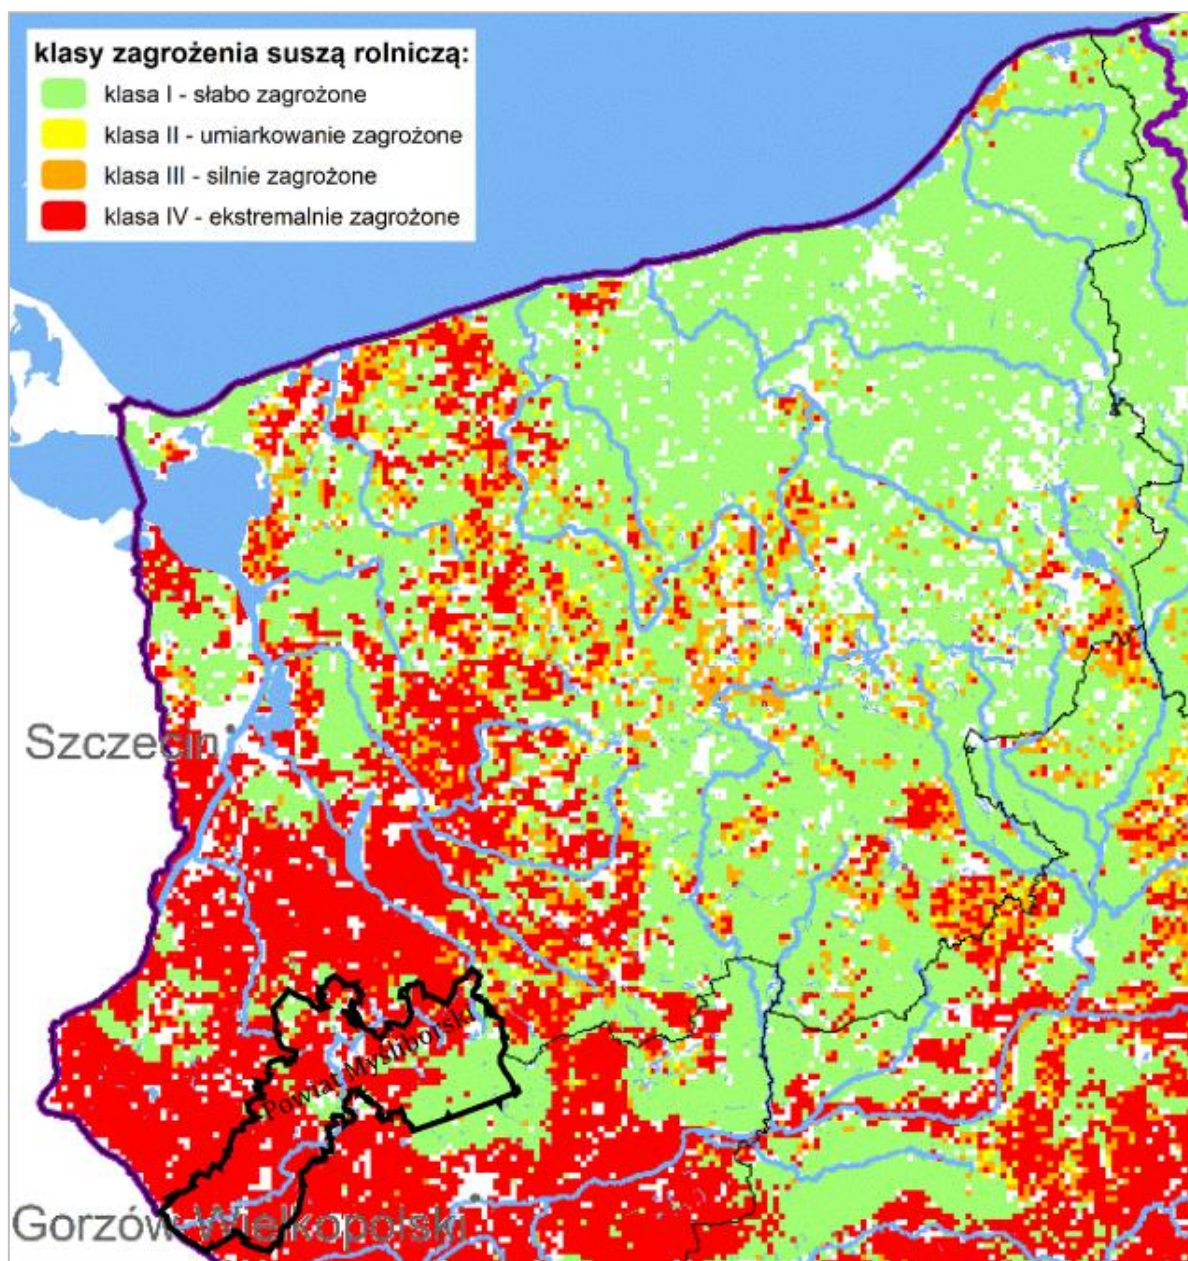 klasy zagrożenia suszą rolniczą:
klasa I - słabo zagrożone
klasa II - umiarkowanie zagrożone
klasa III - silnie zagrożone
klasa IV - ekstremalnie zagrożone
Szczecin
Powiat Myśliborski
Gorzów Wielkopolski